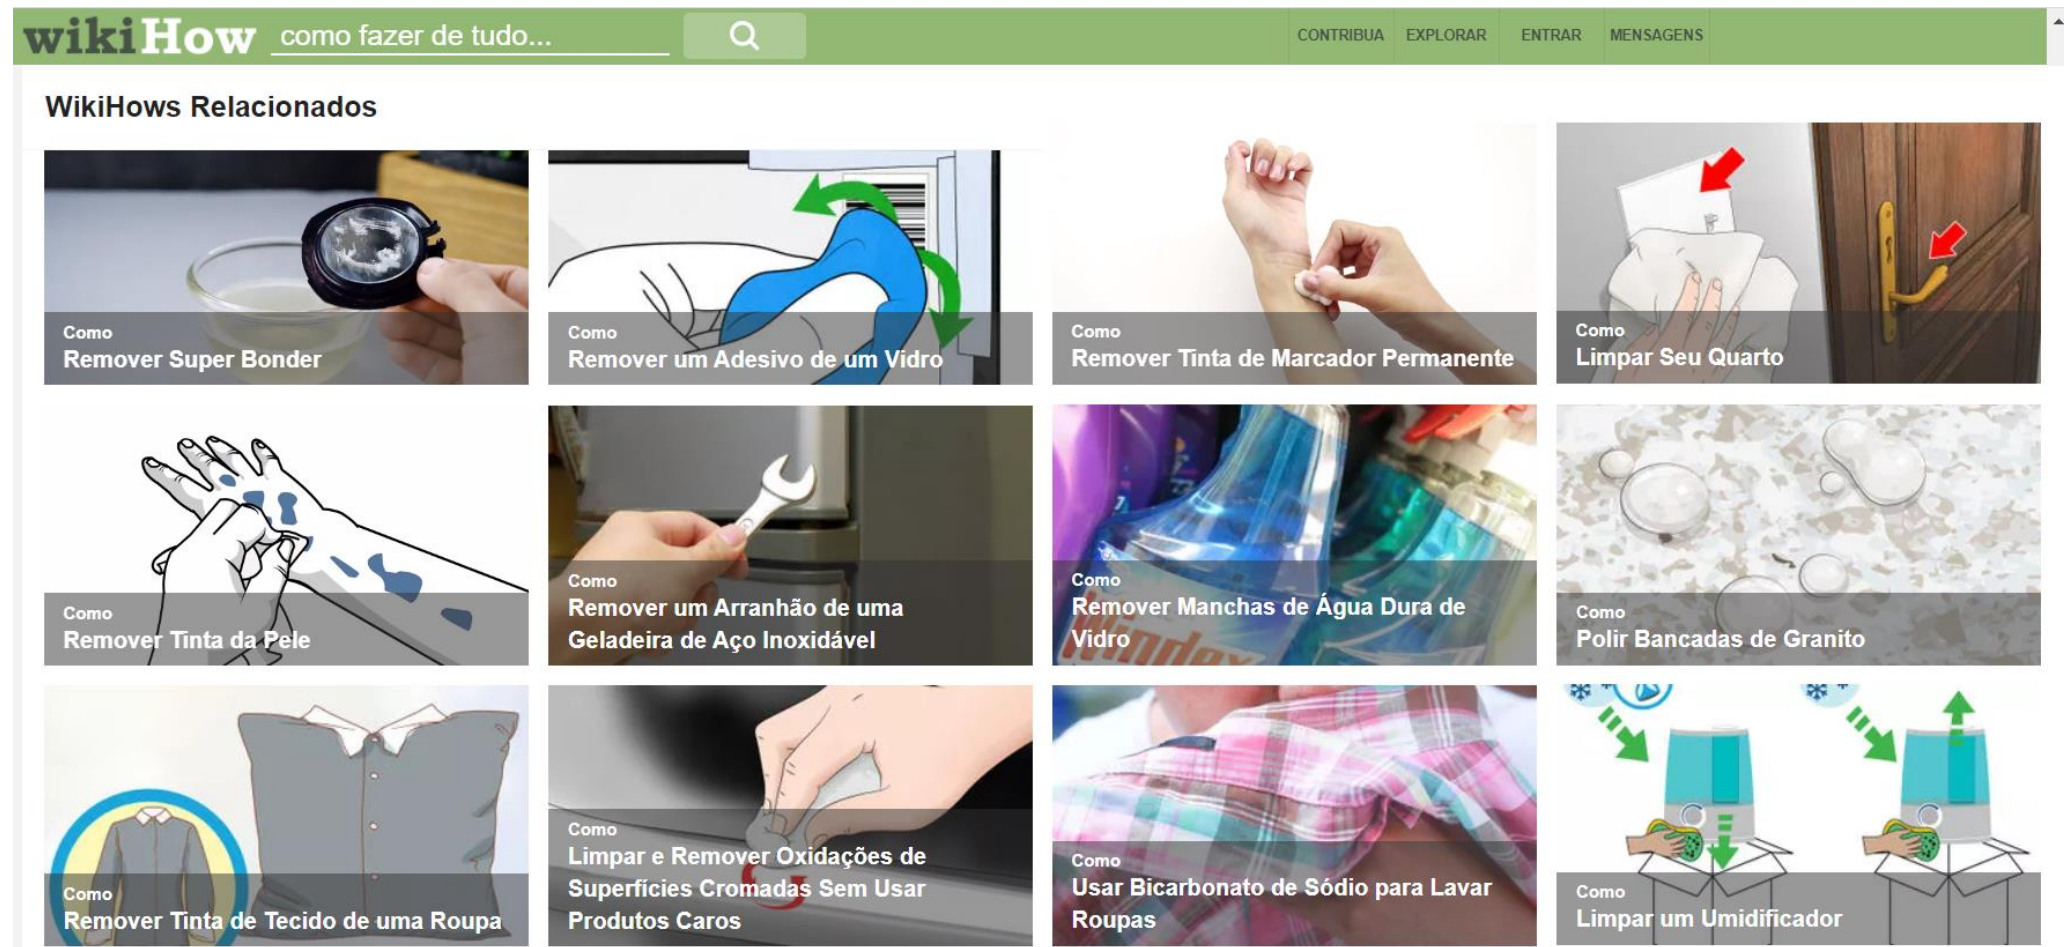 wikiHow como fazer de tudo... CONTRIBUA EXPLORAR ENTRAR MENSAGENS
WikiHows Relacionados
Como
Remover Super Bonder
Como
Remover um Adesivo de um Vidro
Como
Remover Tinta de Marcador Permanente
Como
Limpar Seu Quarto
Como
Remover Tinta da Pele
Como
Remover um Arranhão de uma
Geladeira de Aço Inoxidável
Windex
Como
Remover Manchas de Água Dura de
Vidro
Como
Polir Bancadas de Granito
Como
Remover Tinta de Tecido de uma Roupa
Como
Limpar e Remover Oxidações de
Superfícies Cromadas Sem Usar
Produtos Caros
Como
Usar Bicarbonato de Sódio para Lavar
Roupas
Como
Limpar um Umidificador